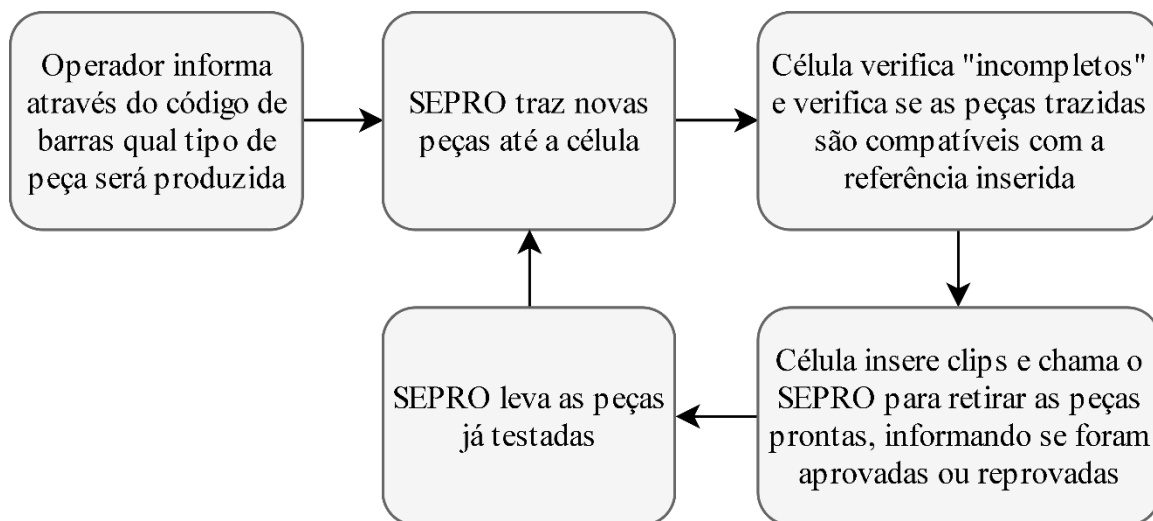 Operador informa
através do código de
barras qual tipo de
peça será produzida
SEPRO traz novas
peças até a célula
Célula verifica "incompletos"
e verifica se as peças trazidas
são compatíveis com a
referência inserida
Célula insere clips e chama o
SEPRO para retirar as peças
prontas, informando se foram
aprovadas ou reprovadas
SEPRO leva as peças
já testadas